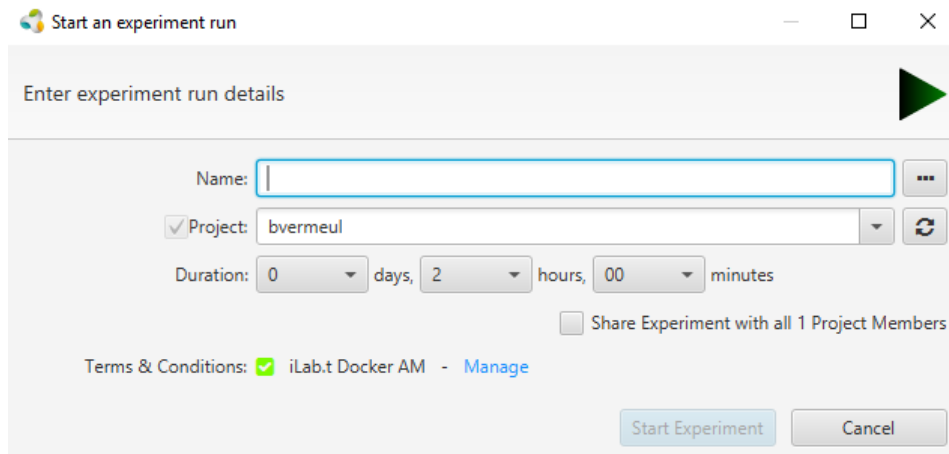 Start an experiment run
Enter experiment run details
Name:
Project: bvermeul
Duration: 0 days, 2 hours, 00 minutes
Share Experiment with all 1 Project Members
Terms & Conditions: iLab.t Docker AM - Manage
Start Experiment Cancel